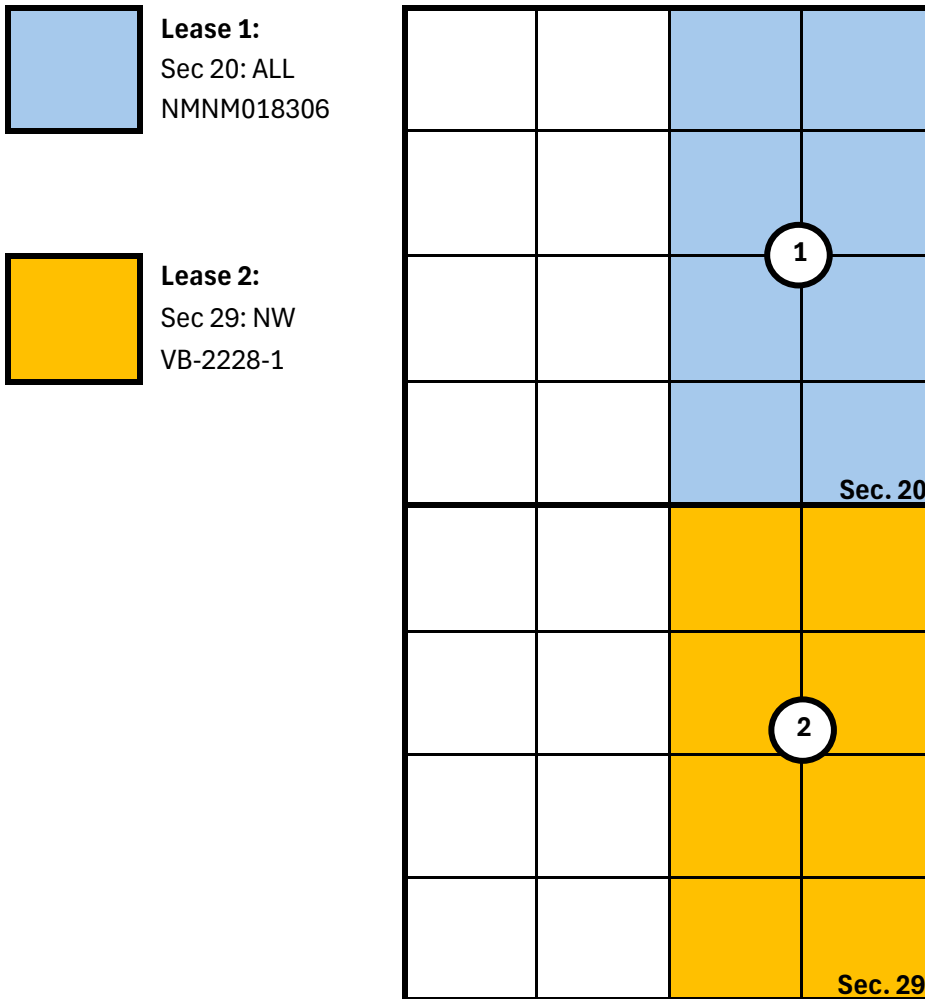 Lease 1:
Sec 20: ALL
NMNM018306
Lease 2:
Sec 29: NW
VB-2228-1
1
Sec. 20
2
Sec. 29